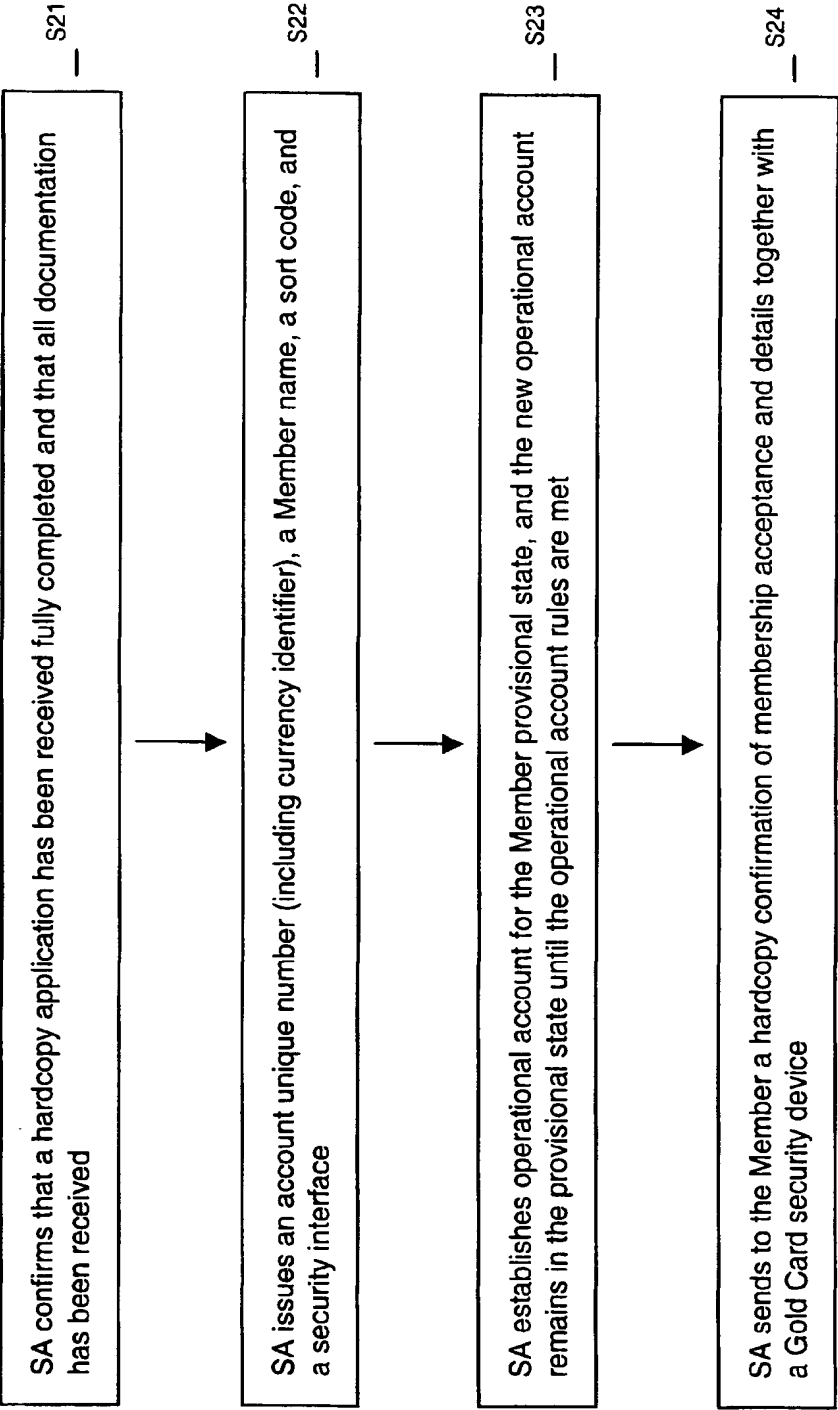 SA confirms that a hardcopy application has been received fully completed and that all documentation
has been received
S21
SA issues an account unique number (including currency identifier), a Member name, a sort code, and
a security interface
S22
SA establishes operational account for the Member provisional state, and the new operational account
remains in the provisional state until the operational account rules are met
S23
SA sends to the Member a hardcopy confirmation of membership acceptance and details together with
a Gold Card security device
S24